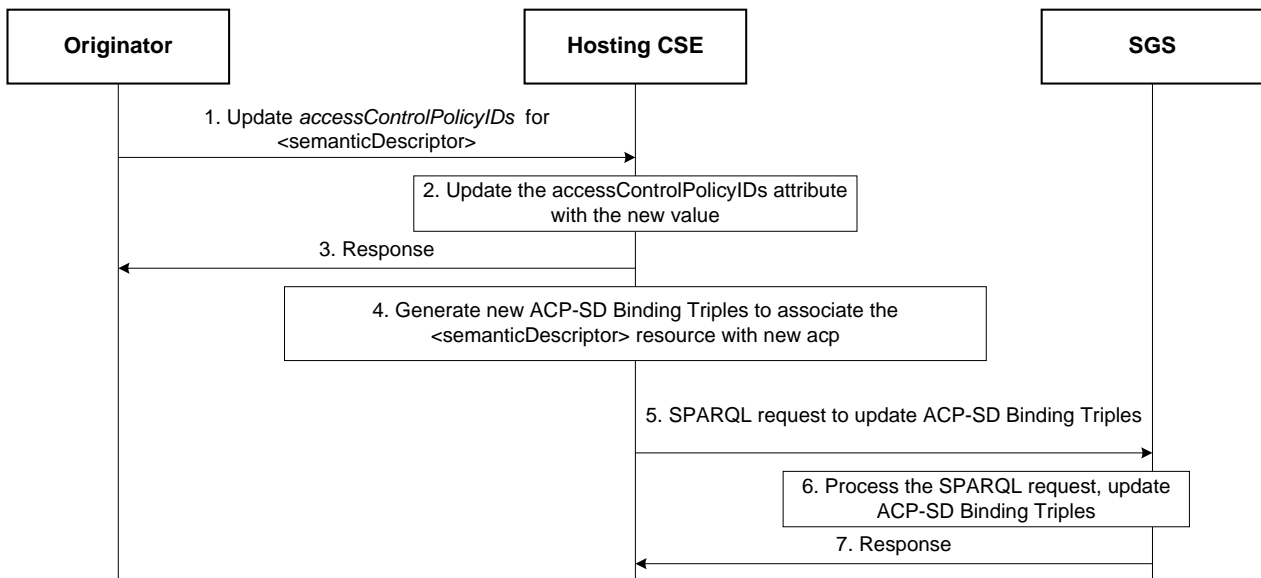 Originator
Hosting CSE
SGS
1. Update accessControlPolicyIDs for
<semanticDescriptor>
2. Update the accessControlPolicyIDs attribute
with the new value
3. Response
4. Generate new ACP-SD Binding Triples to associate the
<semanticDescriptor> resource with new acp
5. SPARQL request to update ACP-SD Binding Triples
6. Process the SPARQL request, update
ACP-SD Binding Triples
7. Response